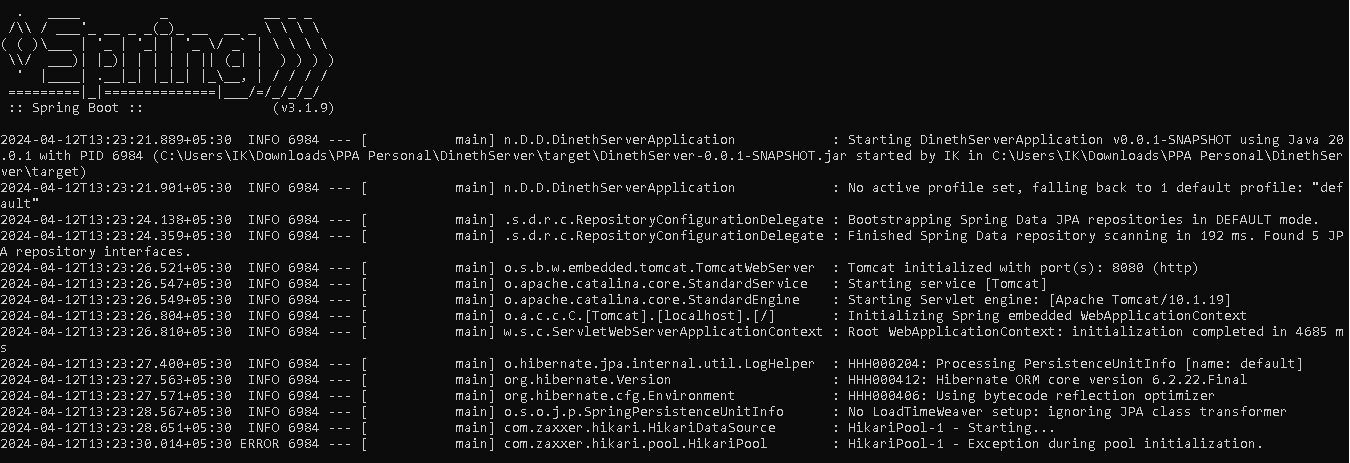 .   ____          _            __ _ _
 /\\ / ___'_ __ _ _(_)_ __  __ _ \ \ \ \
( ( )\___ | '_ | '_| | '_ \/ _` | \ \ \ \
 \\/  ___)| |_)| | | | | || (_| |  ) ) ) )
  '  |____| .__|_| |_|_| |_\__, | / / / /
 =========|_|==============|___/=/_/_/_/
 :: Spring Boot ::                (v3.1.9)
2024-04-12T13:23:21.889+05:30  INFO 6984 --- [           main] n.D.D.DinethServerApplication            : Starting DinethServerApplication v0.0.1-SNAPSHOT using Java 20
.0.1 with PID 6984 (C:\Users\IK\Downloads\PPA Personal\DinethServer\target\DinethServer-0.0.1-SNAPSHOT.jar started by IK in C:\Users\IK\Downloads\PPA Personal\DinethSer
ver\target)
2024-04-12T13:23:21.901+05:30  INFO 6984 --- [           main] n.D.D.DinethServerApplication            : No active profile set, falling back to 1 default profile: "def
ault"
2024-04-12T13:23:24.138+05:30  INFO 6984 --- [           main] .s.d.r.c.RepositoryConfigurationDelegate : Bootstrapping Spring Data JPA repositories in DEFAULT mode.
2024-04-12T13:23:24.359+05:30  INFO 6984 --- [           main] .s.d.r.c.RepositoryConfigurationDelegate : Finished Spring Data repository scanning in 192 ms. Found 5 JP
A repository interfaces.
2024-04-12T13:23:26.521+05:30  INFO 6984 --- [           main] o.s.b.w.embedded.tomcat.TomcatWebServer  : Tomcat initialized with port(s): 8080 (http)
2024-04-12T13:23:26.547+05:30  INFO 6984 --- [           main] o.apache.catalina.core.StandardService   : Starting service [Tomcat]
2024-04-12T13:23:26.549+05:30  INFO 6984 --- [           main] o.apache.catalina.core.StandardEngine    : Starting Servlet engine: [Apache Tomcat/10.1.19]
2024-04-12T13:23:26.804+05:30  INFO 6984 --- [           main] o.a.c.c.C.[Tomcat].[localhost].[/]       : Initializing Spring embedded WebApplicationContext
2024-04-12T13:23:26.810+05:30  INFO 6984 --- [           main] w.s.c.ServletWebServerApplicationContext : Root WebApplicationContext: initialization completed in 4685 m
s
2024-04-12T13:23:27.400+05:30  INFO 6984 --- [           main] o.hibernate.jpa.internal.util.LogHelper  : HHH000204: Processing PersistenceUnitInfo [name: default]
2024-04-12T13:23:27.563+05:30  INFO 6984 --- [           main] org.hibernate.Version                    : HHH000412: Hibernate ORM core version 6.2.22.Final
2024-04-12T13:23:27.571+05:30  INFO 6984 --- [           main] org.hibernate.cfg.Environment            : HHH000406: Using bytecode reflection optimizer
2024-04-12T13:23:28.567+05:30  INFO 6984 --- [           main] o.s.o.j.p.SpringPersistenceUnitInfo      : No LoadTimeWeaver setup: ignoring JPA class transformer
2024-04-12T13:23:28.651+05:30  INFO 6984 --- [           main] com.zaxxer.hikari.HikariDataSource       : HikariPool-1 - Starting...
2024-04-12T13:23:30.014+05:30 ERROR 6984 --- [           main] com.zaxxer.hikari.pool.HikariPool        : HikariPool-1 - Exception during pool initialization.